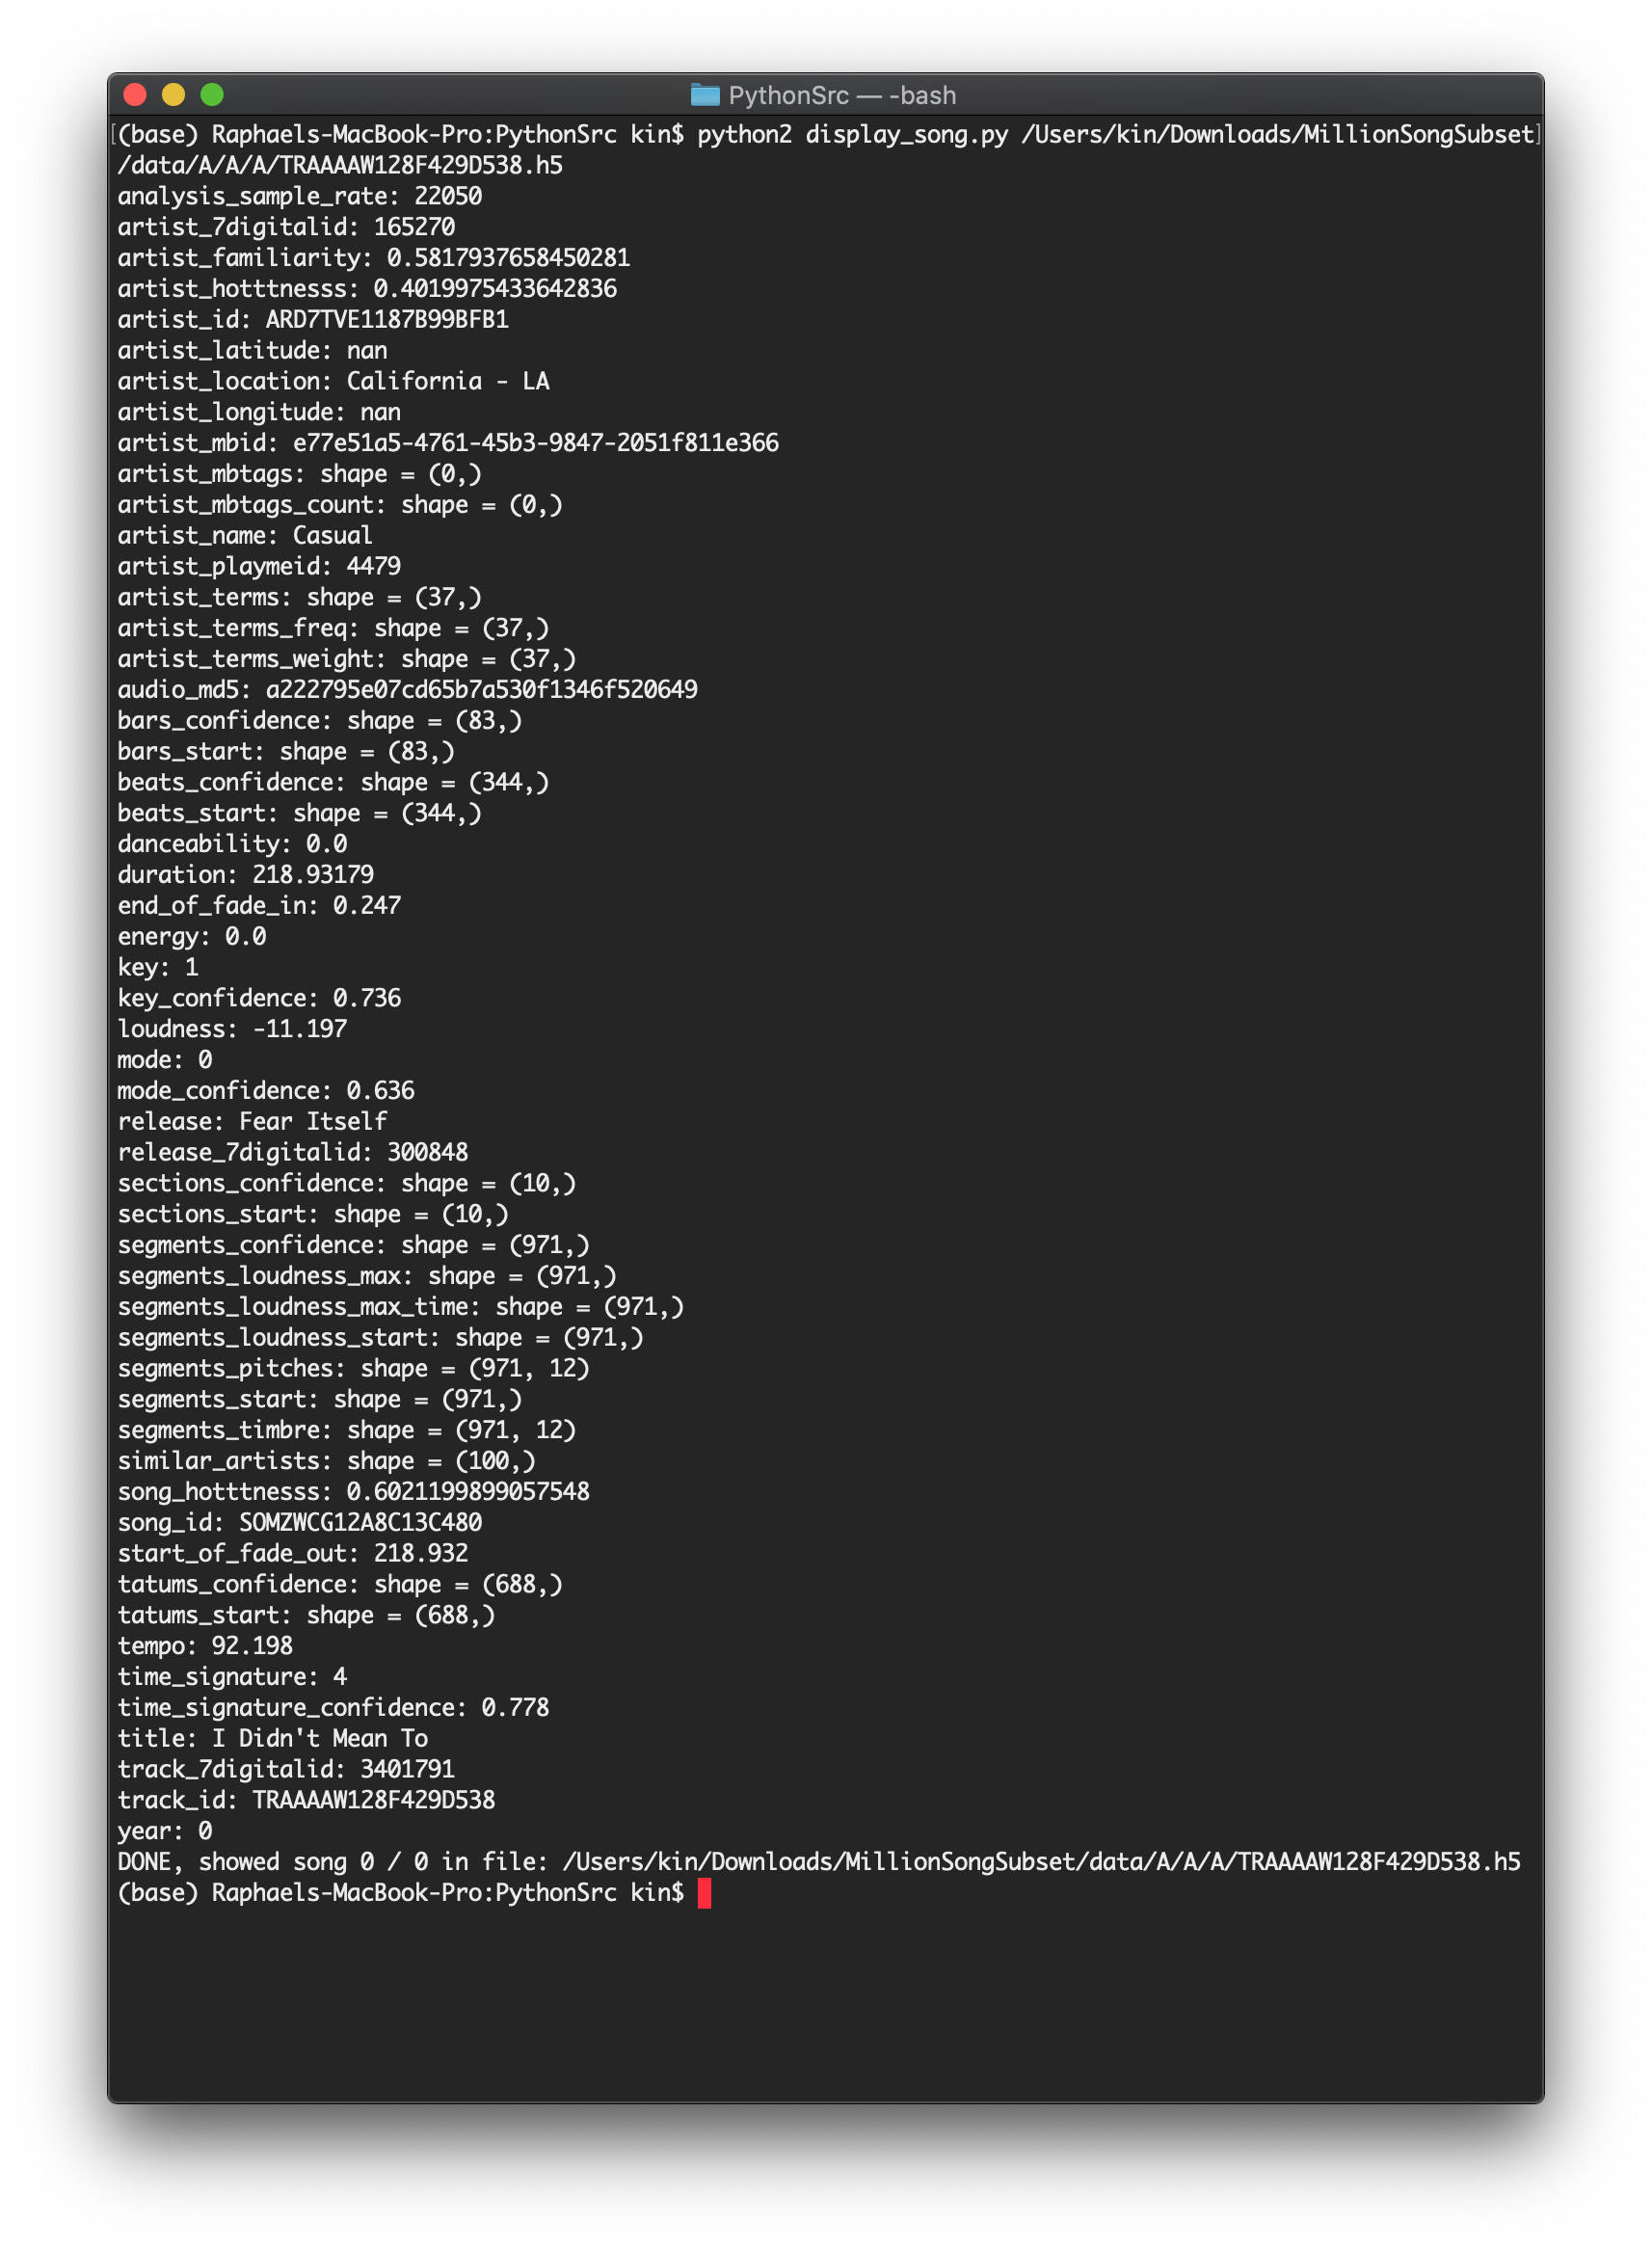 PythonSrc — -bash
(base) Raphaels-MacBook-Pro:PythonSrc kin$ python2 display_song.py /Users/kin/Downloads/MillionSongSubset
/data/A/A/A/TRAAAAW128F429D538.h5
analysis_sample_rate: 22050
artist_7digitalid: 165270
artist_familiarity: 0.5817937658450281
artist_hotttnesss: 0.4019975433642836
artist_id: ARD7TVE1187B99BFB1
artist_latitude: nan
artist_location: California - LA
artist_longitude: nan
artist_mbid: e77e51a5-4761-45b3-9847-2051f811e366
artist_mbtags: shape = (0,)
artist_mbtags_count: shape = (0,)
artist_name: Casual
artist_playmeid: 4479
artist_terms: shape = (37,)
artist_terms_freq: shape = (37,)
artist_terms_weight: shape = (37,)
audio_md5: a222795e07cd65b7a530f1346f520649
bars_confidence: shape = (83,)
bars_start: shape = (83,)
beats_confidence: shape = (344,)
beats_start: shape = (344,)
danceability: 0.0
duration: 218.93179
end_of_fade_in: 0.247
energy: 0.0
key: 1
key_confidence: 0.736
loudness: -11.197
mode: 0
mode_confidence: 0.636
release: Fear Itself
release_7digitalid: 300848
sections_confidence: shape = (10,)
sections_start: shape = (10,)
segments_confidence: shape = (971,)
segments_loudness_max: shape = (971,)
segments_loudness_max_time: shape = (971,)
segments_loudness_start: shape = (971,)
segments_pitches: shape = (971, 12)
segments_start: shape = (971,)
segments_timbre: shape = (971, 12)
similar_artists: shape = (100,)
song_hotttnesss: 0.6021199899057548
song_id: SOMZWCG12A8C13C480
start_of_fade_out: 218.932
tatums_confidence: shape = (688,)
tatums_start: shape = (688,)
tempo: 92.198
time_signature: 4
time_signature_confidence: 0.778
title: I Didn't Mean To
track_7digitalid: 3401791
track_id: TRAAAAW128F429D538
year: 0
DONE, showed song 0 / 0 in file: /Users/kin/Downloads/MillionSongSubset/data/A/A/A/TRAAAAW128F429D538.h5
(base) Raphaels-MacBook-Pro:PythonSrc kin$